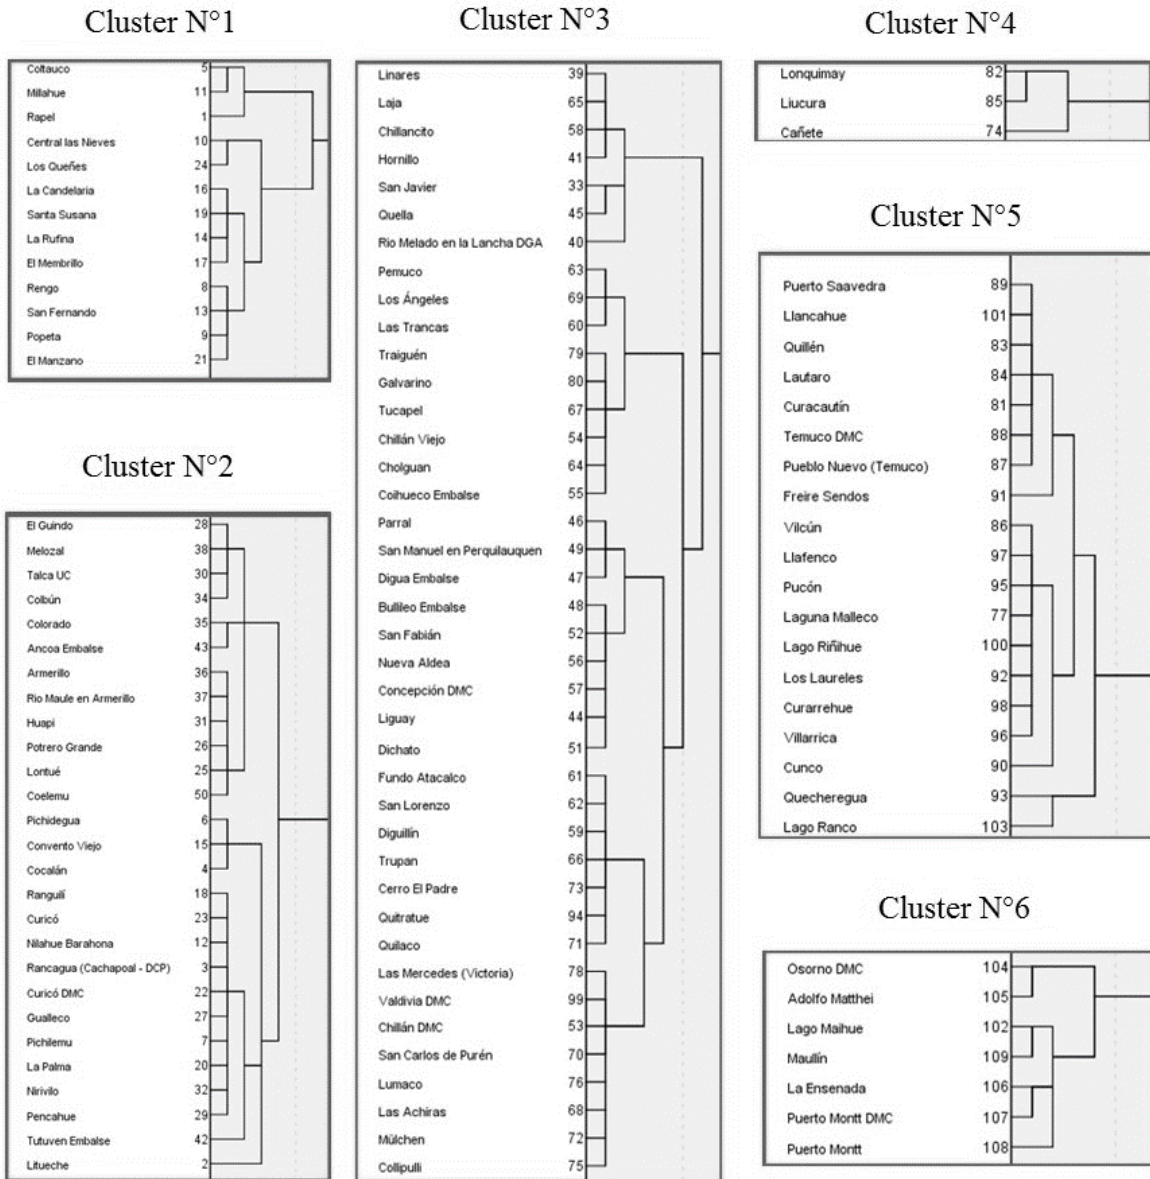 Cluster N°1
Coltauco 5
Millahue 11
Rapel 1
Central las Nieves 10
Los Queñes 24
La Candelaria 16
Santa Susana 19
La Rufina 14
El Membrillo 17
Rengo 8
San Fernando 13
Popeta 9
El Manzano 21
Cluster N°2
El Guindo 28
Melozal 38
Talca UC 30
Colbún 34
Colorado 35
Ancoa Embalse 43
Armerillo 36
Rio Maule en Armerillo 37
Huapi 31
Potrero Grande 26
Lontué 25
Coelemu 50
Pichidegua 6
Convento Viejo 15
Cocalán 4
Ranguilí 18
Curicó 23
Nilahue Barahona 12
Rancagua (Cachapoal - DCP) 3
Curicó DMC 22
Gualleco 27
Pichilemu 7
La Palma 20
Nirivilo 32
Pencahue 29
Tutuven Embalse 42
Litueche 2
Cluster N°3
Linares 39
Laja 65
Chillancito 58
Hornillo 41
San Javier 33
Quella 45
Rio Melado en la Lancha DGA 40
Pemuco 63
Los Ángeles 69
Las Trancas 60
Traiguén 79
Galvarino 80
Tucapel 67
Chillán Viejo 54
Cholguan 64
Coihueco Embalse 55
Parral 46
San Manuel en Perquilauquen 49
Digua Embalse 47
Bullileo Embalse 48
San Fabián 52
Nueva Aldea 56
Concepción DMC 57
Liguay 44
Dichato 51
Fundo Atacalco 61
San Lorenzo 62
Diguillín 59
Trupan 66
Cerro El Padre 73
Quitratue 94
Quilaco 71
Las Mercedes (Victoria) 78
Valdivia DMC 99
Chillán DMC 53
San Carlos de Purén 70
Lumaco 76
Las Achiras 68
Mülchen 72
Collipulli 75
Cluster N°4
Lonquimay 82
Liucura 85
Cañete 74
Cluster N°5
Puerto Saavedra 89
Llancahue 101
Quillén 83
Lautaro 84
Curacautín 81
Temuco DMC 88
Pueblo Nuevo (Temuco) 87
Freire Sendos 91
Vilcún 86
Llafenco 97
Pucón 95
Laguna Malleco 77
Lago Riñihue 100
Los Laureles 92
Curarrehue 98
Villarrica 96
Cunco 90
Quecheregua 93
Lago Ranco 103
Cluster N°6
Osorno DMC 104
Adolfo Matthei 105
Lago Maihue 102
Maullín 109
La Ensenada 106
Puerto Montt DMC 107
Puerto Montt 108